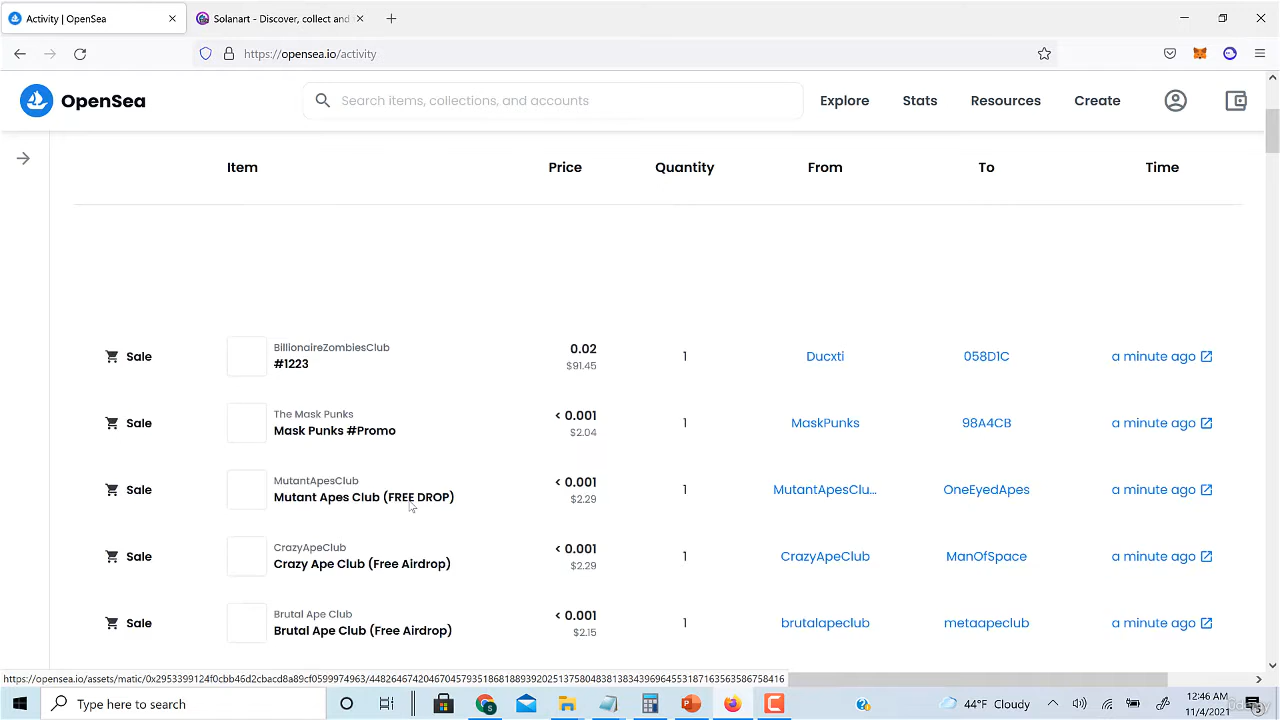 Activity | OpenSea
Solanart - Discover, collect and
https://opensea.io/activity
OpenSea
Search items, collections, and accounts
Explore
Stats
Resources
Create
Item Price Quantity From To Time
Sale BillionaireZombiesClub #1223 0.02 $91.45 1 Ducxti 058D1C a minute ago
Sale The Mask Punks Mask Punks #Promo < 0.001 $2.04 1 MaskPunks 98A4CB a minute ago
Sale MutantApesClub Mutant Apes Club (FREE DROP) < 0.001 $2.29 1 MutantApesClu... OneEyedApes a minute ago
Sale CrazyApeClub Crazy Ape Club (Free Airdrop) < 0.001 $2.29 1 CrazyApeClub ManOfSpace a minute ago
Sale Brutal Ape Club Brutal Ape Club (Free Airdrop) < 0.001 $2.15 1 brutalapeclub metaapeclub a minute ago
Type here to search
44°F Cloudy
12:46 AM
11/4/2021